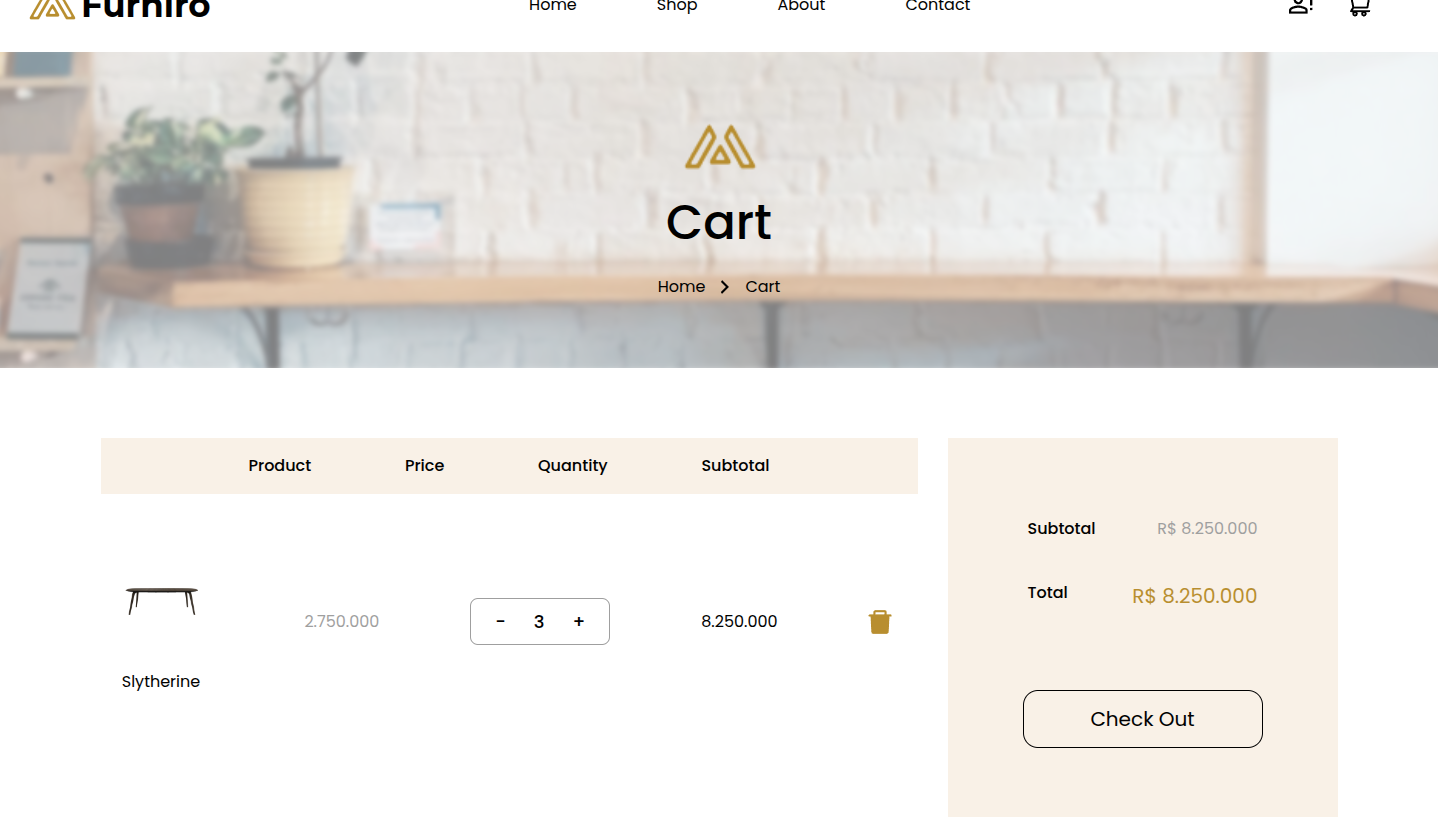 Furniro
Home Shop About Contact
Cart
Home Cart
Product Price Quantity Subtotal
2.750.000 - 3 + 8.250.000
Slytherine
Subtotal R$ 8.250.000
Total R$ 8.250.000
Check Out